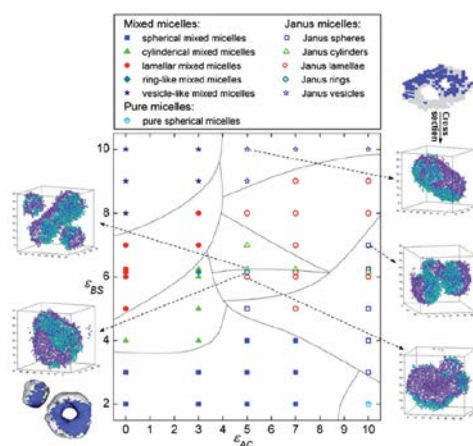 Mixed micelles:
spherical mixed micelles
cylinderical mixed micelles
lamellar mixed micelles
ring-like mixed micelles
vesicle-like mixed micelles
Pure micelles:
pure spherical micelles
Janus micelles:
Janus spheres
Janus cylinders
Janus lamellae
Janus rings
Janus vesicles
Cross
section
10
8
6
4
2
ε_BS
0 1 2 3 4 5 6 7 8 9 10
ε_AC